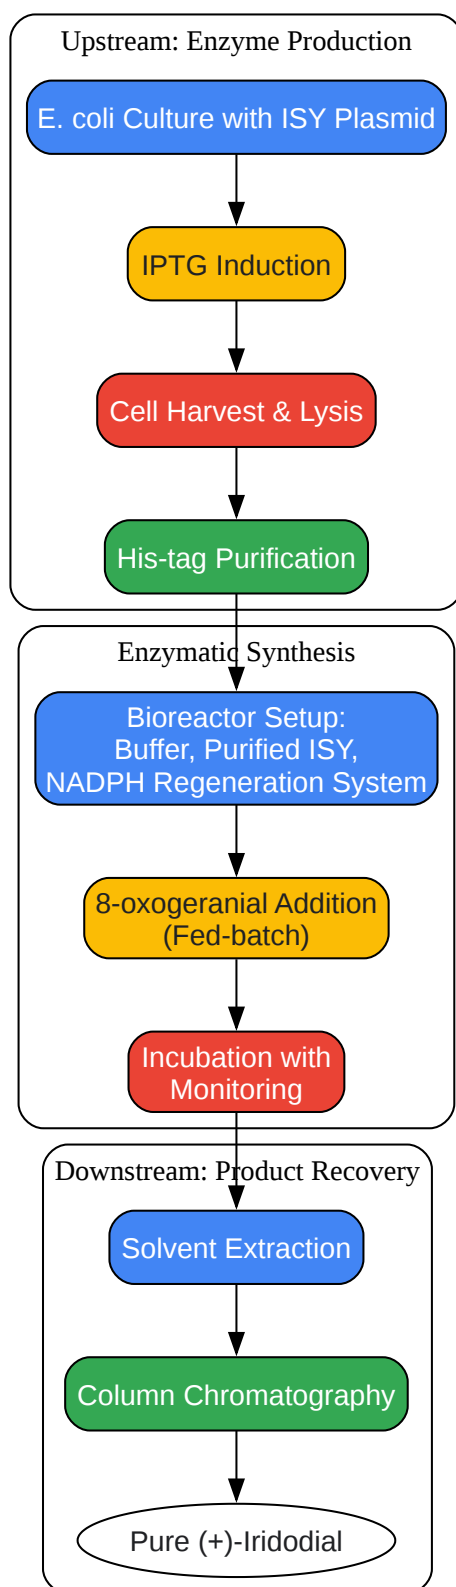 Upstream: Enzyme Production
E. coli Culture with ISY Plasmid
IPTG Induction
Cell Harvest & Lysis
His-tag Purification
Enzymatic Synthesis
Bioreactor Setup:
Buffer, Purified ISY,
NADPH Regeneration System
8-oxogeranial Addition
(Fed-batch)
Incubation with
Monitoring
Downstream: Product Recovery
Solvent Extraction
Column Chromatography
Pure (+)-Iridodial